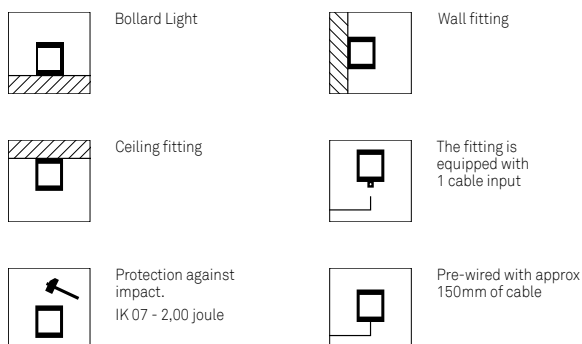 Bollard Light
Wall fitting
Ceiling fitting
The fitting is
equipped with
1 cable input
Protection against
impact.
IK 07 - 2,00 joule
Pre-wired with approx
150mm of cable